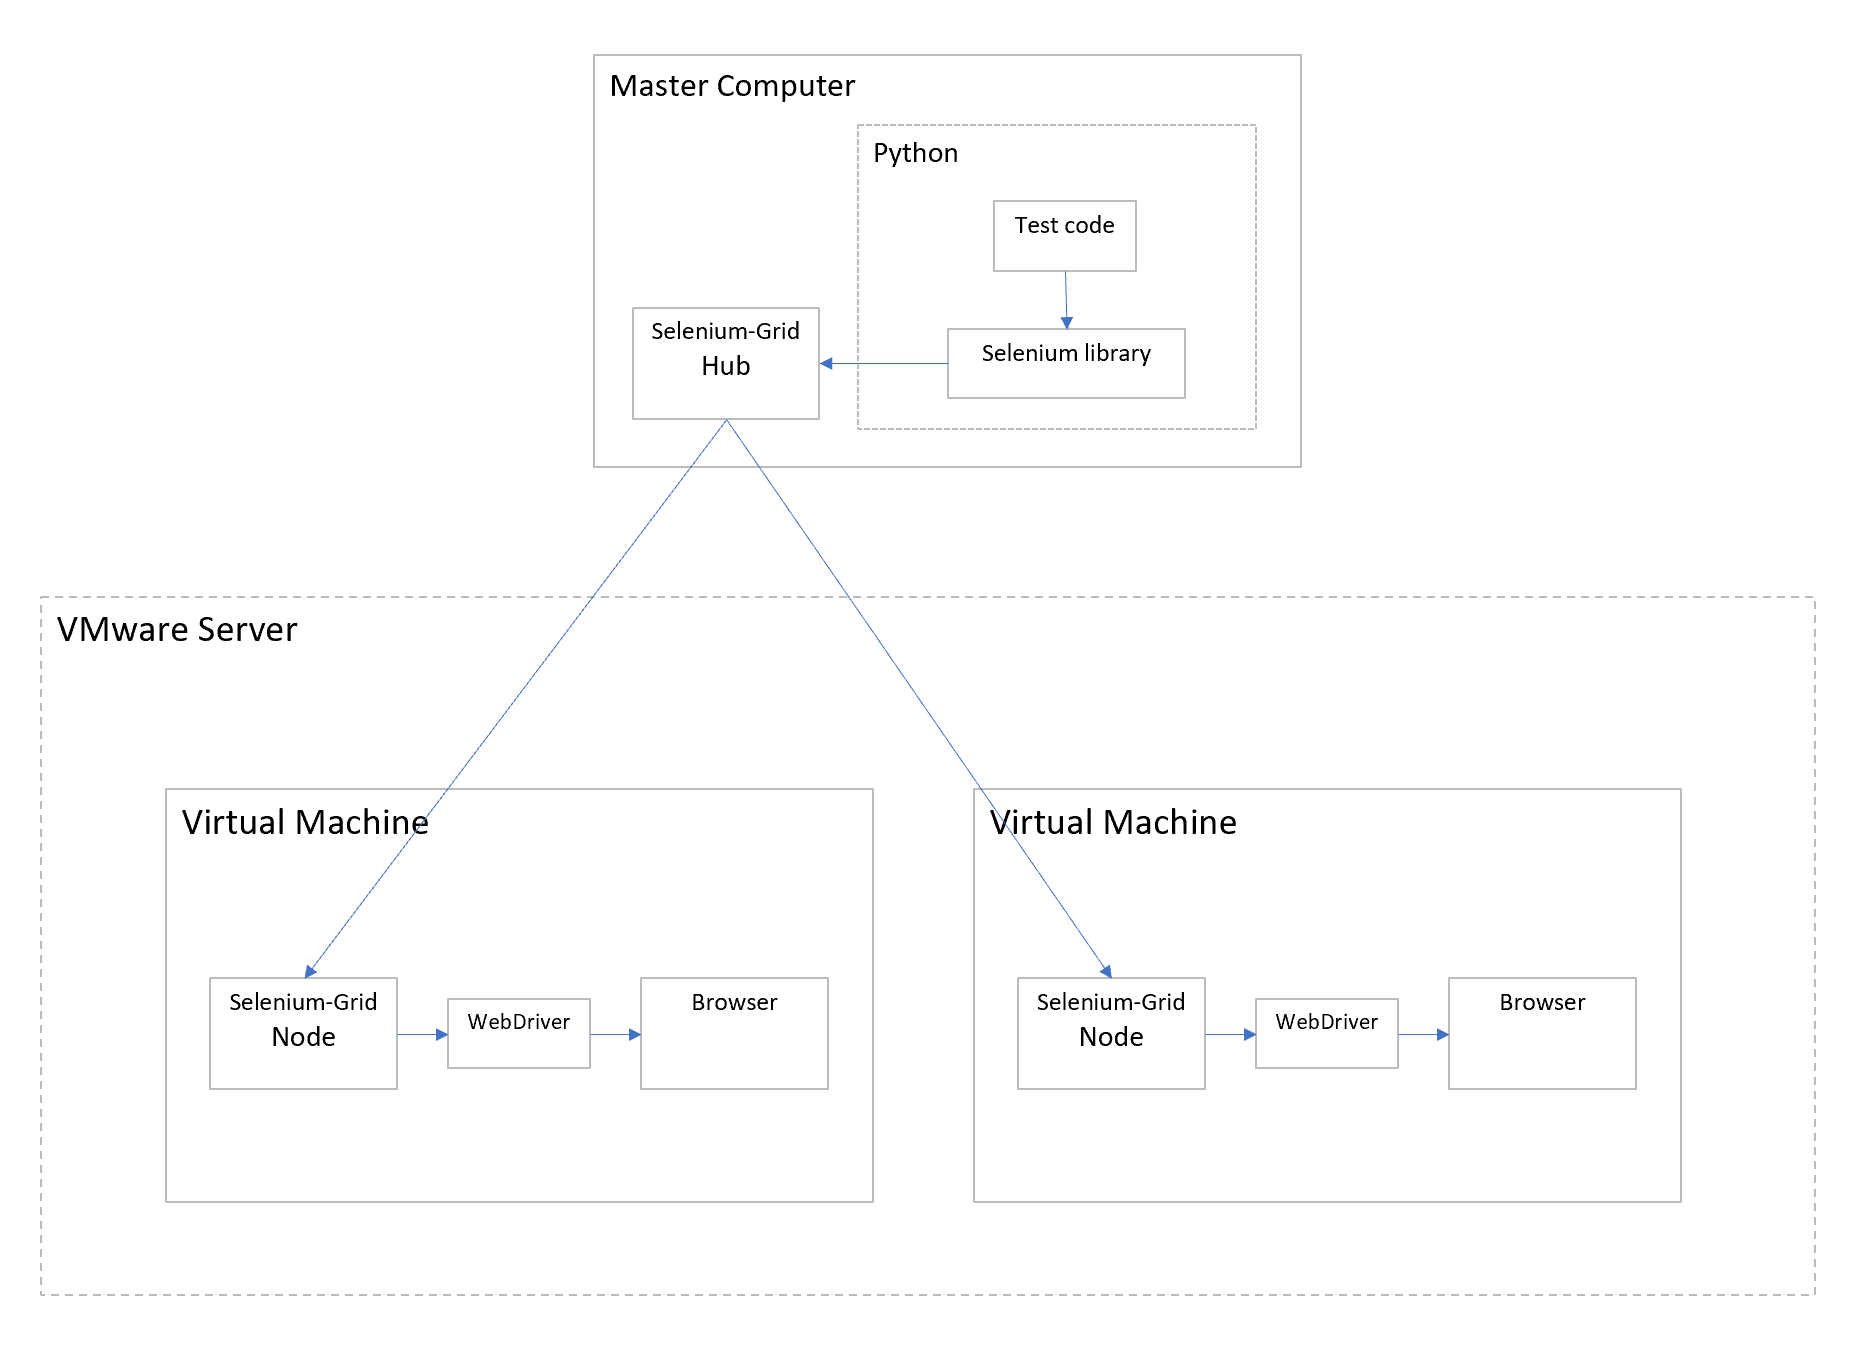 Master Computer
Python
Test code
Selenium-Grid
Hub
Selenium library
VMware Server
Virtual Machine
Virtual Machine
Selenium-Grid
Node
WebDriver
Browser
Selenium-Grid
Node
WebDriver
Browser